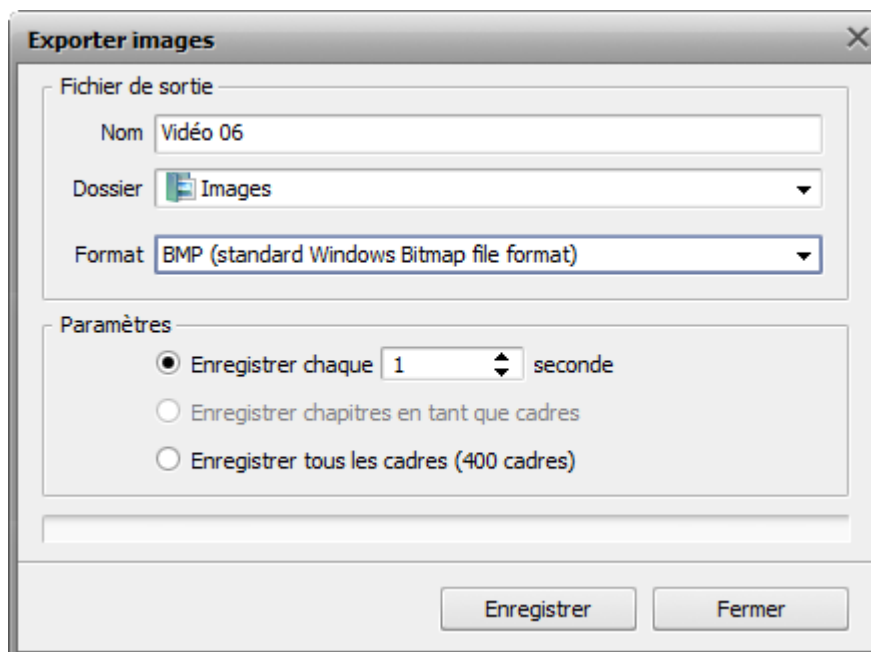 Exporter images
Fichier de sortie
Nom Vidéo 06
Dossier Images
Format BMP (standard Windows Bitmap file format)
Paramètres
Enregistrer chaque 1 seconde
Enregistrer chapitres en tant que cadres
Enregistrer tous les cadres (400 cadres)
Enregistrer Fermer